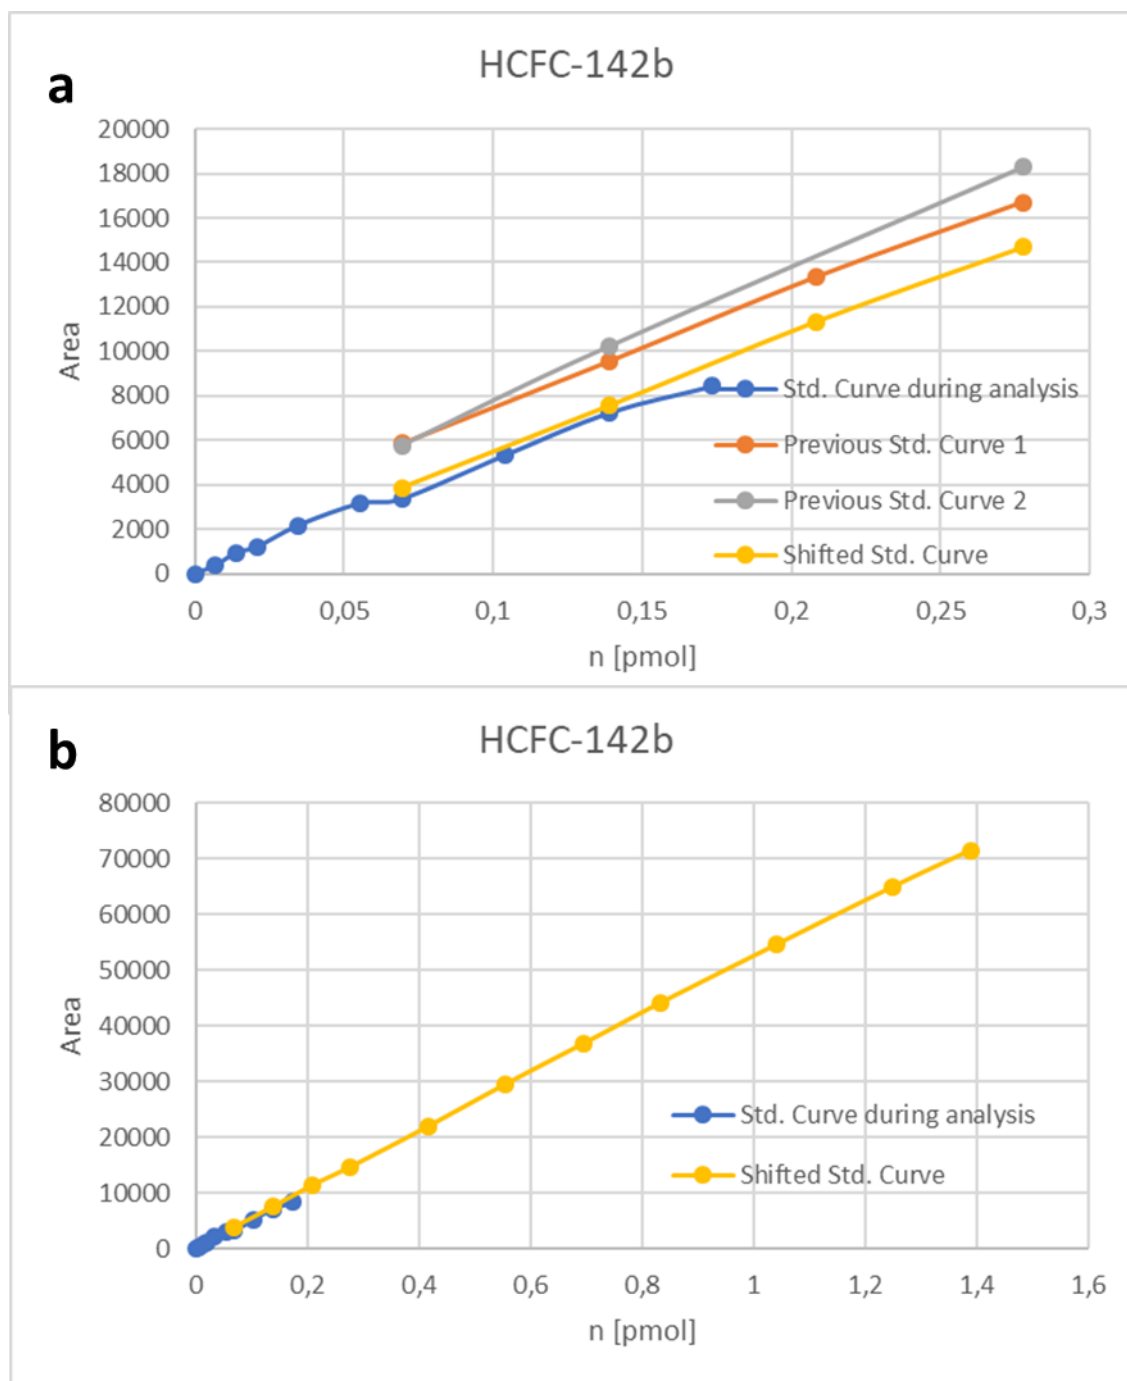 a
HCFC-142b
20000
18000
16000
14000
12000
10000
8000
6000
4000
2000
0
Area
Std. Curve during analysis
Previous Std. Curve 1
Previous Std. Curve 2
Shifted Std. Curve
0 0,05 0,1 0,15 0,2 0,25 0,3
n [pmol]
b
HCFC-142b
80000
70000
60000
50000
40000
30000
20000
10000
0
Area
Std. Curve during analysis
Shifted Std. Curve
0 0,2 0,4 0,6 0,8 1 1,2 1,4 1,6
n [pmol]